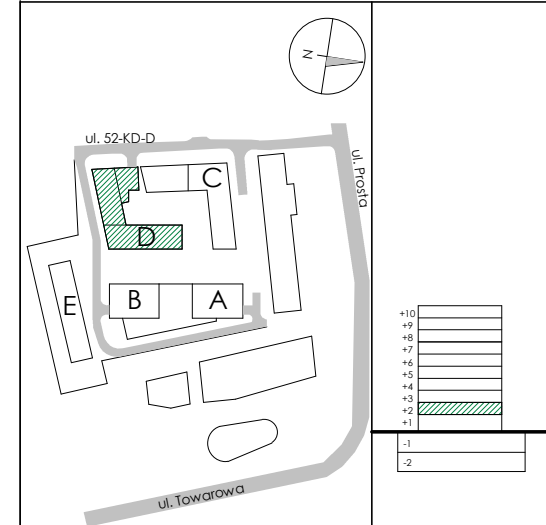 N
ul. 52-KD-D
ul. Prosta
C
D
E
B
A
ul. Towarowa
+10
+9
+8
+7
+6
+5
+4
+3
+2
+1
-1
-2